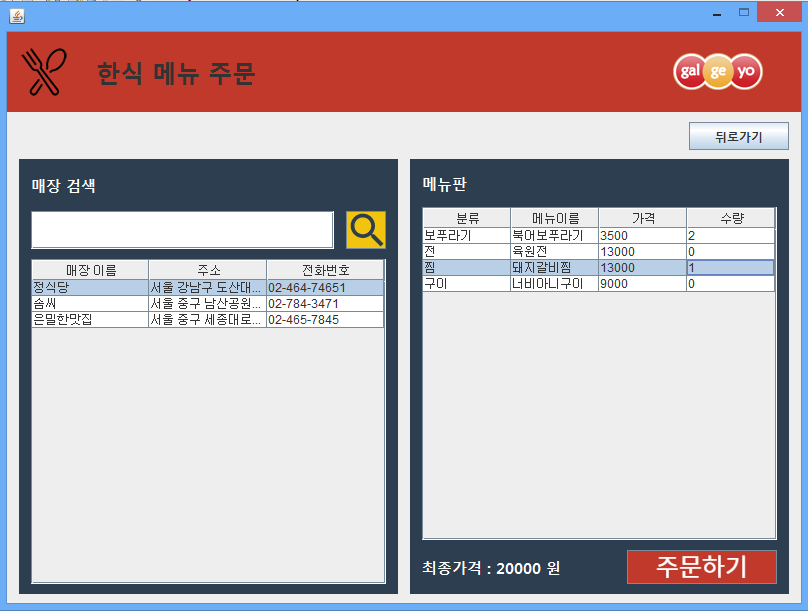 한식 메뉴 주문
gal ge yo
뒤로가기
매장 검색
매장 이름 주소 전화번호
정식당 서울 강남구 도산대... 02-464-74651
솜씨 서울 중구 남산공원... 02-784-3471
은밀한맛집 서울 중구 세종대로... 02-465-7845
메뉴판
분류 메뉴이름 가격 수량
보푸라기 북어보푸라기 3500 2
전 육원전 13000 0
찜 돼지갈비찜 13000 1
구이 너비아니구이 9000 0
최종가격 : 20000 원
주문하기